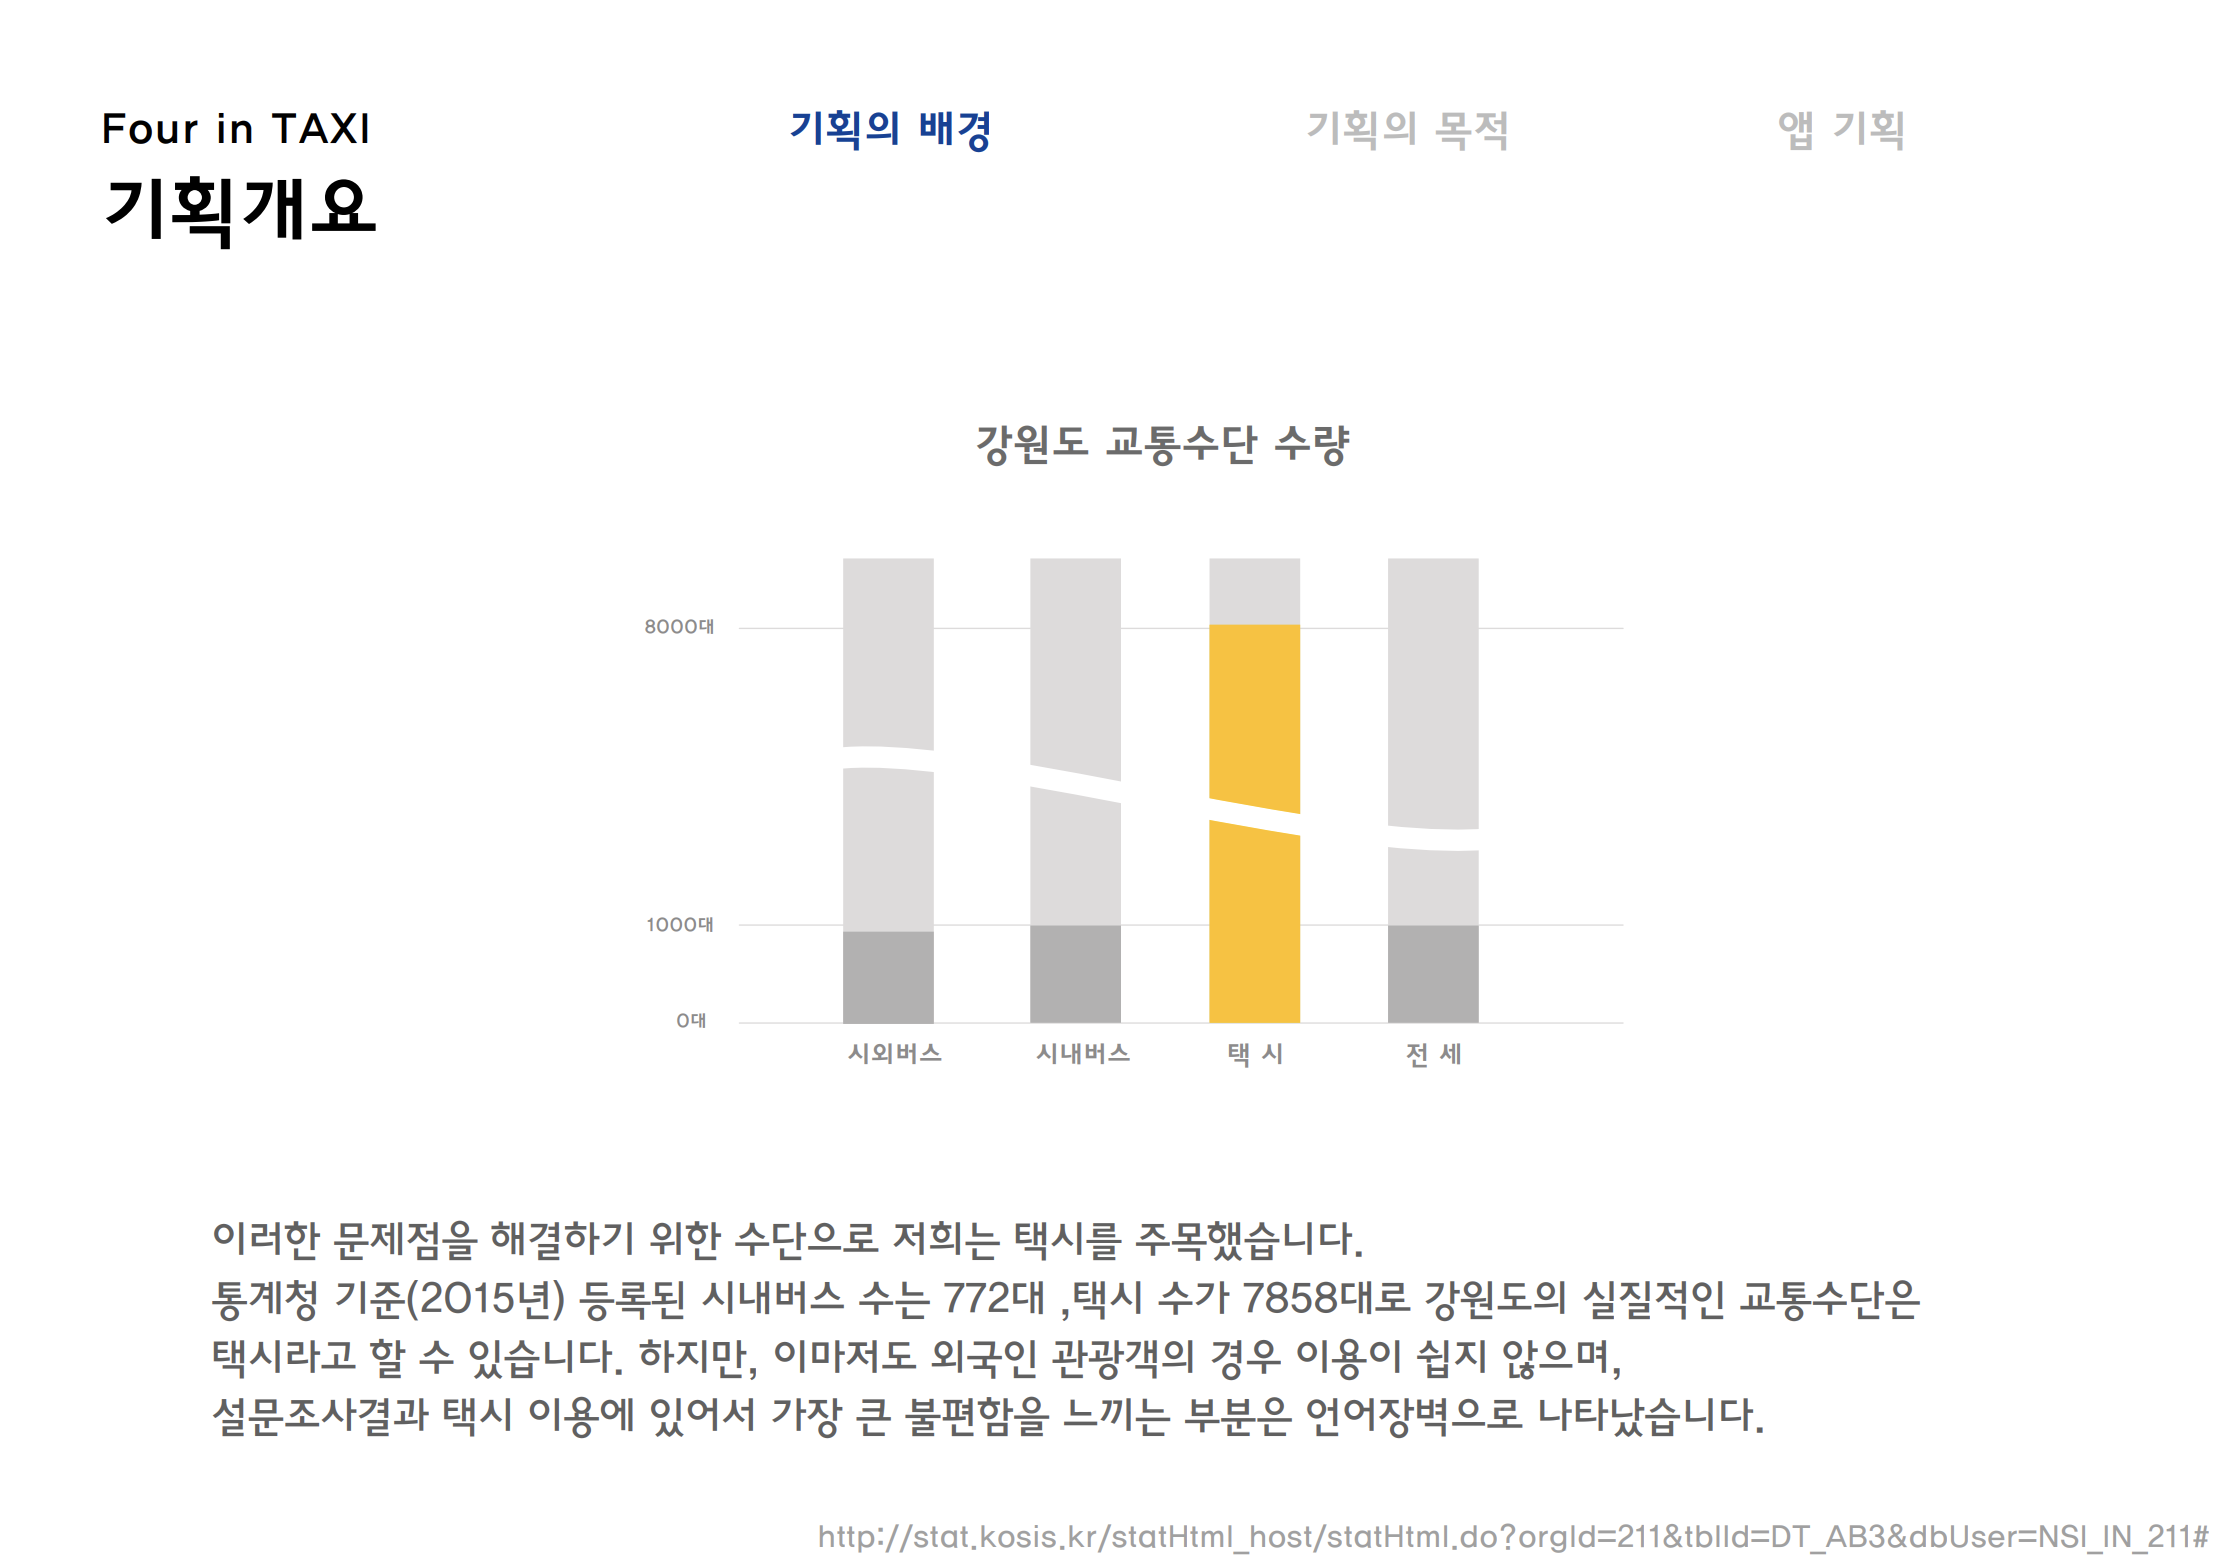 Four in TAXI
기획개요
기획의 배경
기획의 목적
앱 기획
강원도 교통수단 수량
8000대
1000대
0대
시외버스
시내버스
택 시
전 세
이러한 문제점을 해결하기 위한 수단으로 저희는 택시를 주목했습니다.
통계청 기준(2015년) 등록된 시내버스 수는 772대 ,택시 수가 7858대로 강원도의 실질적인 교통수단은
택시라고 할 수 있습니다. 하지만, 이마저도 외국인 관광객의 경우 이용이 쉽지 않으며,
설문조사결과 택시 이용에 있어서 가장 큰 불편함을 느끼는 부분은 언어장벽으로 나타났습니다.
http://stat.kosis.kr/statHtml_host/statHtml.do?orgId=211&tblId=DT_AB3&dbUser=NSI_IN_211#